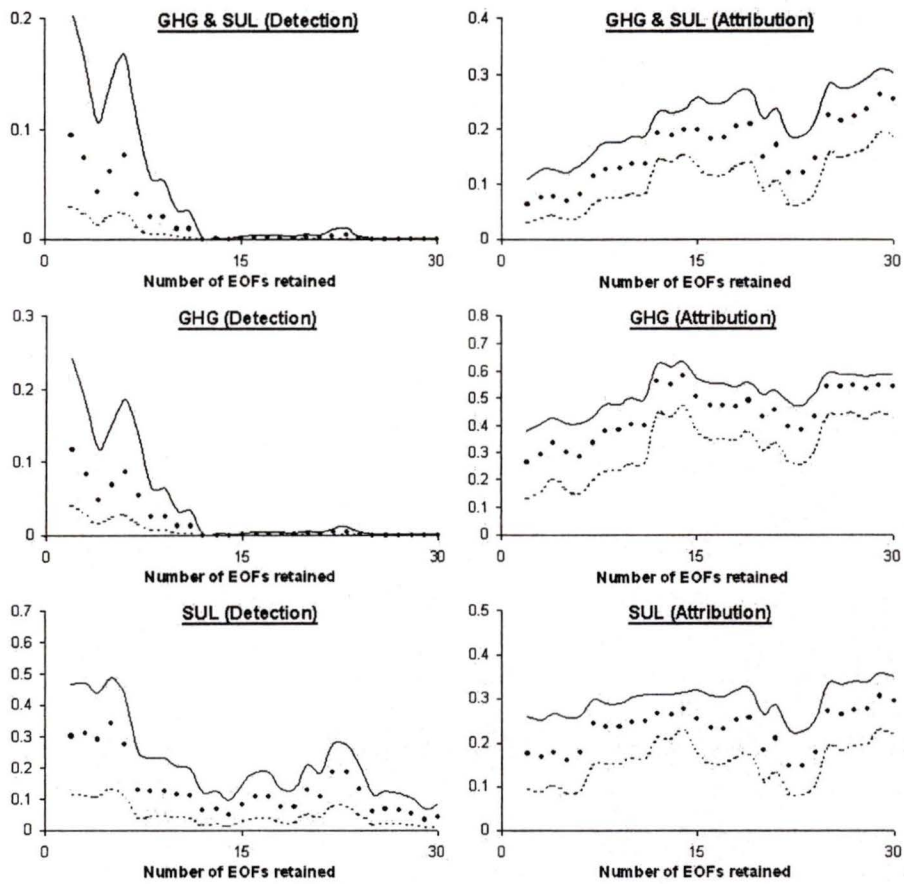 GHG & SUL (Detection)
0.2
0.1
0
0 15 30
Number of EOFs retained
GHG & SUL (Attribution)
0.4
0.3
0.2
0.1
0
0 15 30
Number of EOFs retained
GHG (Detection)
0.3
0.2
0.1
0
0 15 30
Number of EOFs retained
GHG (Attribution)
0.8
0.7
0.6
0.5
0.4
0.3
0.2
0.1
0
0 15 30
Number of EOFs retained
SUL (Detection)
0.7
0.6
0.5
0.4
0.3
0.2
0.1
0
0 15 30
Number of EOFs retained
SUL (Attribution)
0.5
0.4
0.3
0.2
0.1
0
0 15 30
Number of EOFs retained